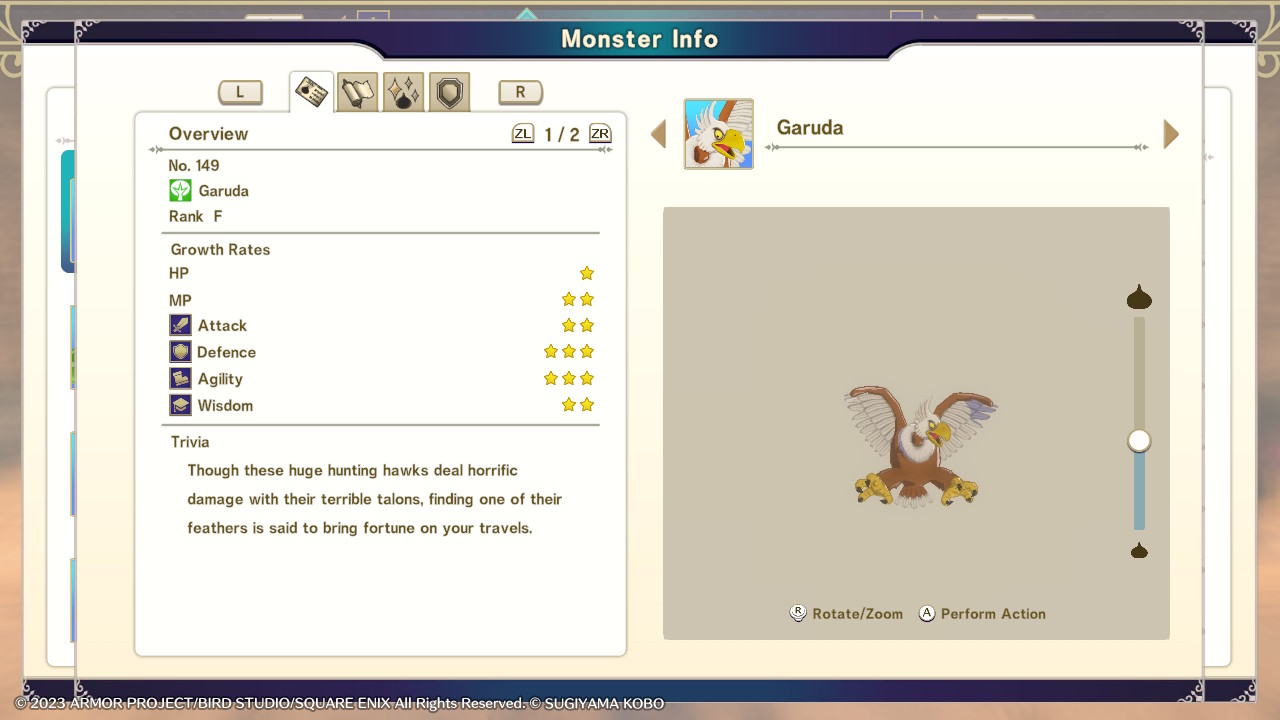 Monster Info
L
R
Overview
ZL 1 / 2 ZR
No. 149
Garuda
Rank F
Growth Rates
HP
MP
Attack
Defence
Agility
Wisdom
Trivia
Though these huge hunting hawks deal horrific
damage with their terrible talons, finding one of their
feathers is said to bring fortune on your travels.
Garuda
R Rotate/Zoom A Perform Action
© 2023 ARMOR PROJECT/BIRD STUDIO/SQUARE ENIX All Rights Reserved. © SUGIYAMA KOBO